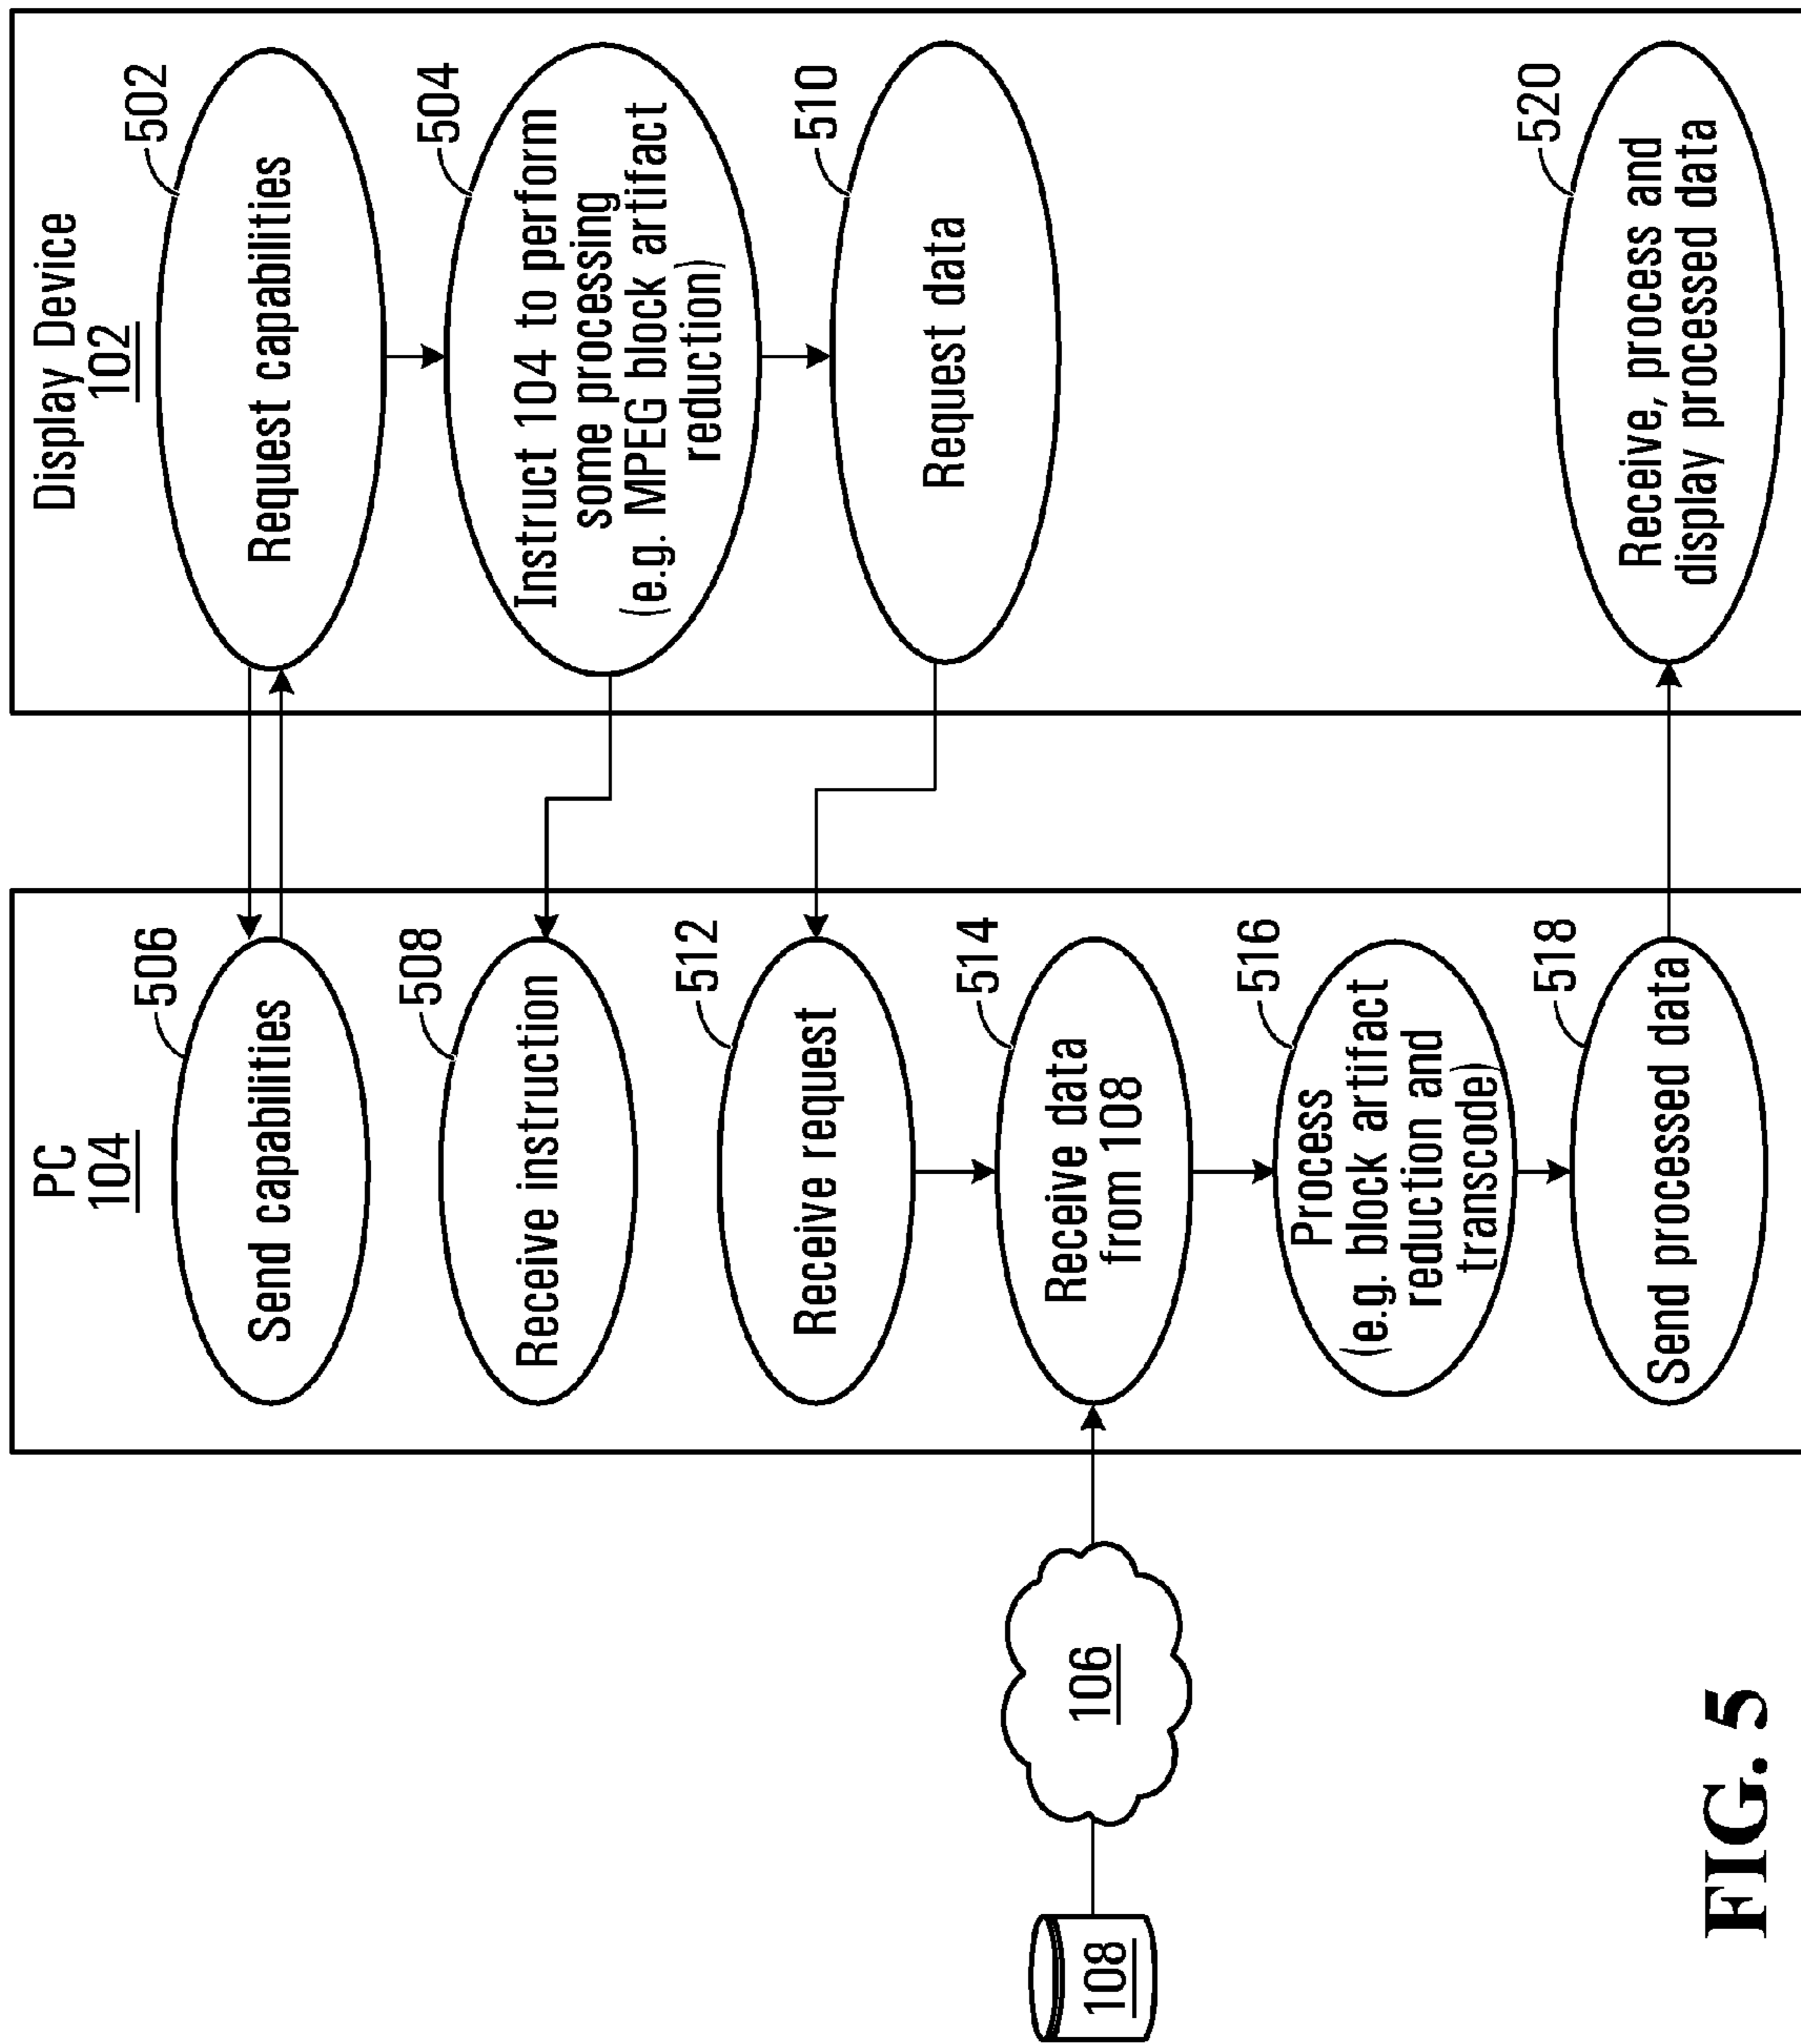 PC
104
Display Device
102
506
Send capabilities
502
Request capabilities
508
Receive instruction
504
Instruct 104 to perform
some processing
(e.g. MPEG block artifact
reduction)
512
Receive request
510
Request data
108
106
514
Receive data
from 108
516
Process
(e.g. block artifact
reduction and
transcode)
518
Send processed data
520
Receive, process and
display processed data
FIG. 5